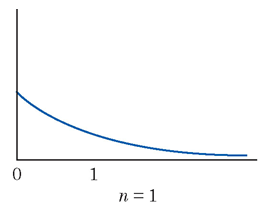 0 1
n = 1